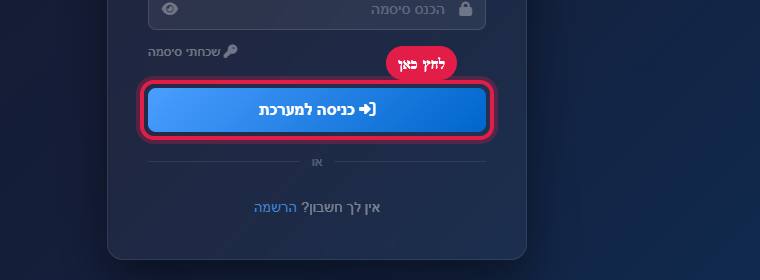 הכנס סיסמה
שכחתי סיסמה
לחץ כאן
כניסה למערכת
או
אין לך חשבון? הרשמה